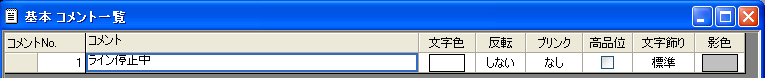 基本 コメント一覧
コメントNo. コメント 文字色 反転 ブリンク 高品位 文字飾り 影色
1 ライン停止中 しない なし 標準